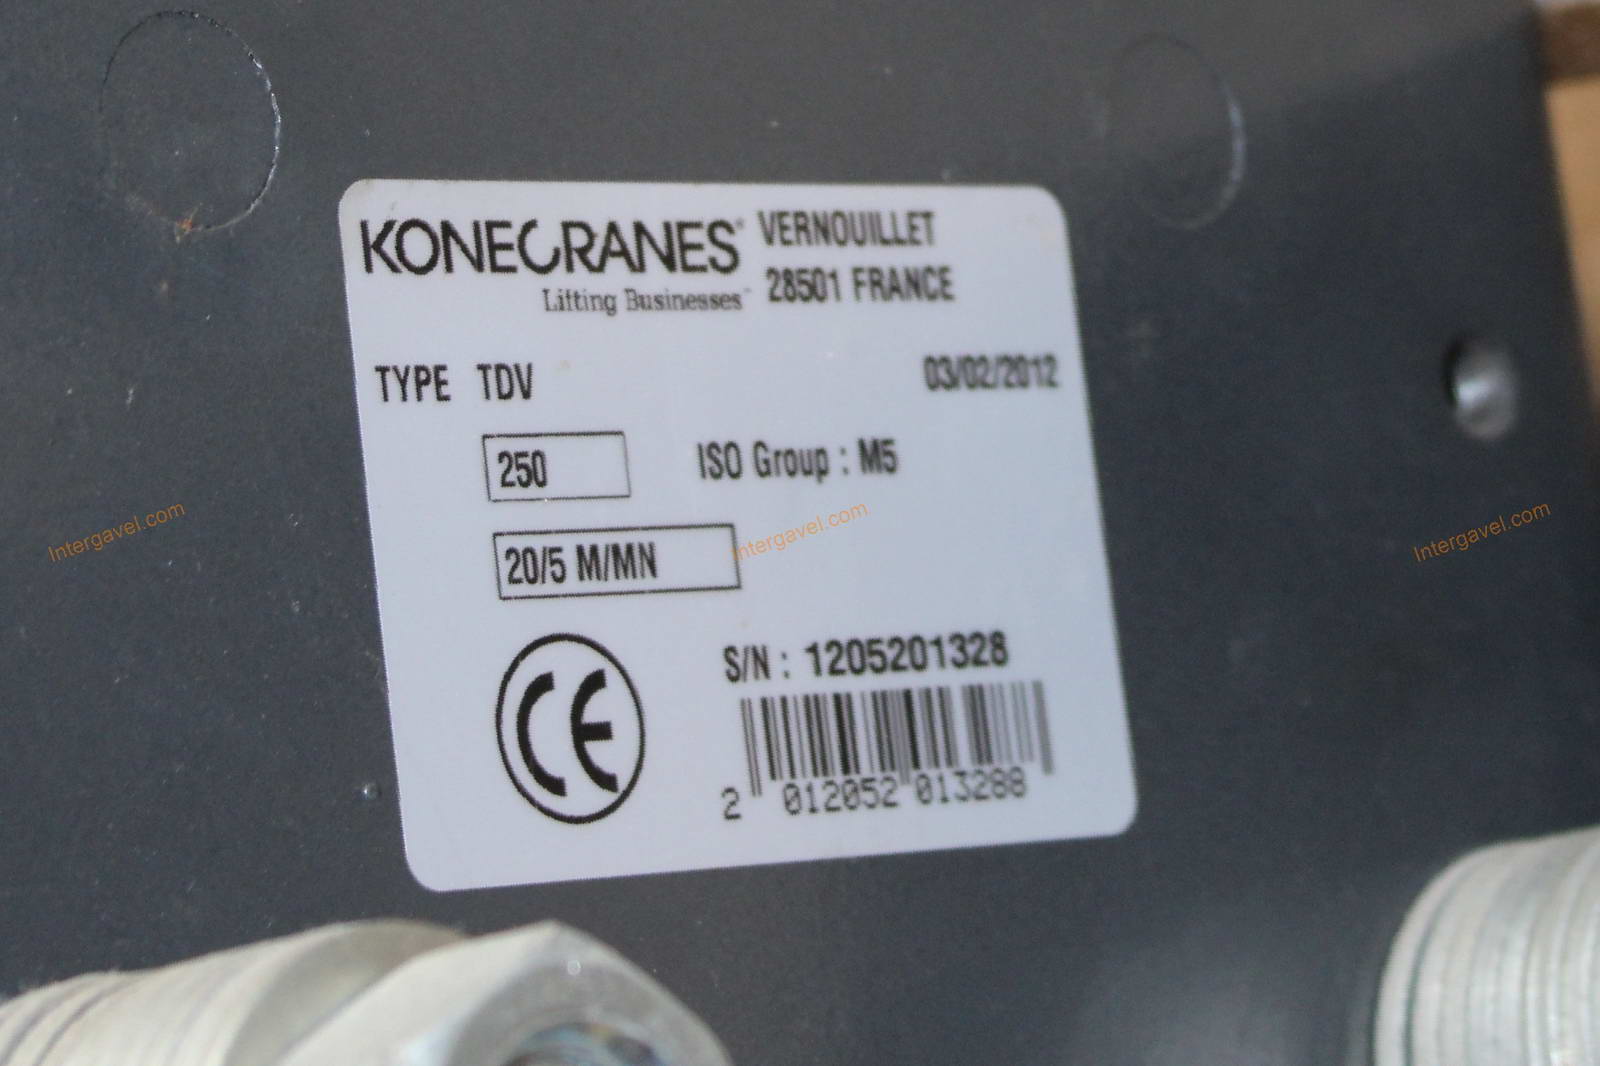 KONECRANES®
Lifting Businesses™
VERNOUILLET
28501 FRANCE
TYPE TDV
03/02/2012
250
ISO Group : M5
20/5 M/MN
S/N : 1205201328
CE
2 012052 013288
Intergavel.com
Intergavel.com
Intergavel.com